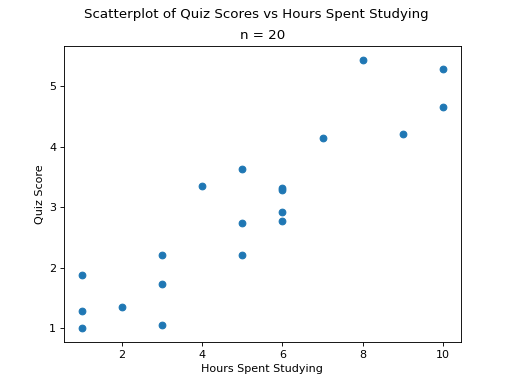 Scatterplot of Quiz Scores vs Hours Spent Studying
n = 20
5
4
3
2
1
Quiz Score
2 4 6 8 10
Hours Spent Studying